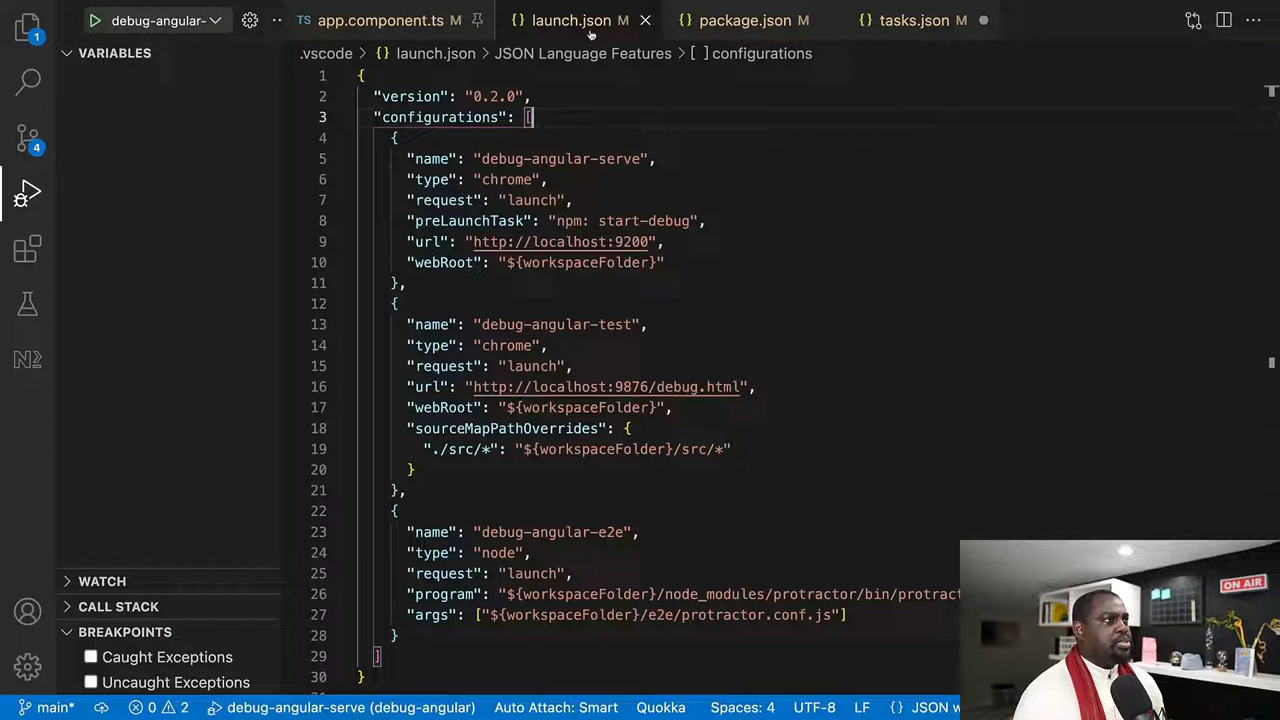 debug-angular-
TS app.component.ts M
{} launch.json M
{} package.json M
{} tasks.json M
1
VARIABLES
.vscode > {} launch.json > JSON Language Features > [ ] configurations
1 {
2 "version": "0.2.0",
3 "configurations": [
4 {
5 "name": "debug-angular-serve",
6 "type": "chrome",
7 "request": "launch",
8 "preLaunchTask": "npm: start-debug",
9 "url": "http://localhost:9200",
10 "webRoot": "${workspaceFolder}"
11 },
12 {
13 "name": "debug-angular-test",
14 "type": "chrome",
15 "request": "launch",
16 "url": "http://localhost:9876/debug.html",
17 "webRoot": "${workspaceFolder}",
18 "sourceMapPathOverrides": {
19 "./src/*": "${workspaceFolder}/src/*"
20 }
21 },
22 {
23 "name": "debug-angular-e2e",
24 "type": "node",
25 "request": "launch",
26 "program": "${workspaceFolder}/node_modules/protractor/bin/protract
27 "args": ["${workspaceFolder}/e2e/protractor.conf.js"]
28 }
29 ]
30 }
4
WATCH
CALL STACK
BREAKPOINTS
Caught Exceptions
Uncaught Exceptions
ON AIR
main* 0 2 debug-angular-serve (debug-angular) Auto Attach: Smart Quokka Spaces: 4 UTF-8 LF {} JSON w